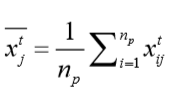 $\overline{x_j^t} = \frac{1}{n_p} \sum_{i=1}^{n_p} x_{ij}^t$